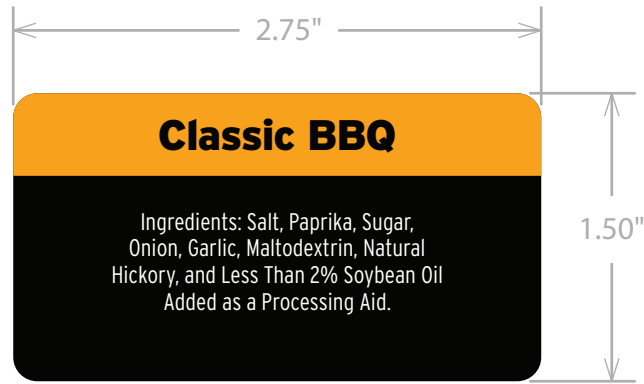 2.75"
Classic BBQ
1.50"
Ingredients: Salt, Paprika, Sugar,
Onion, Garlic, Maltodextrin, Natural
Hickory, and Less Than 2% Soybean Oil
Added as a Processing Aid.